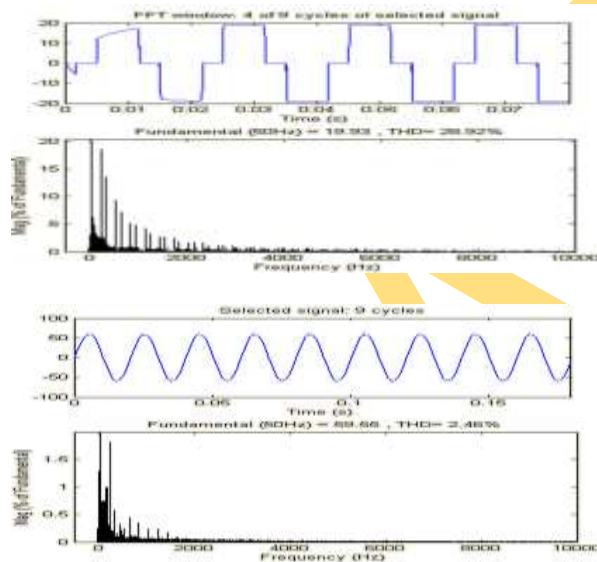 FFT window: 4 of 9 cycles of selected signal
20
10
0
-10
-20
0 0.01 0.02 0.03 0.04 0.05 0.06 0.07
Time (s)
Fundamental (50Hz) = 19.93 , THD= 28.92%
Mag (% of Fundamental)
20
15
10
5
0
0 2000 4000 6000 8000 10000
Frequency (Hz)
Selected signal: 9 cycles
100
50
0
-50
-100
0 0.05 0.1 0.15
Time (s)
Fundamental (50Hz) = 59.66 , THD= 2.46%
Mag (% of Fundamental)
1.5
1
0.5
0
0 2000 4000 6000 8000 10000
Frequency (Hz)